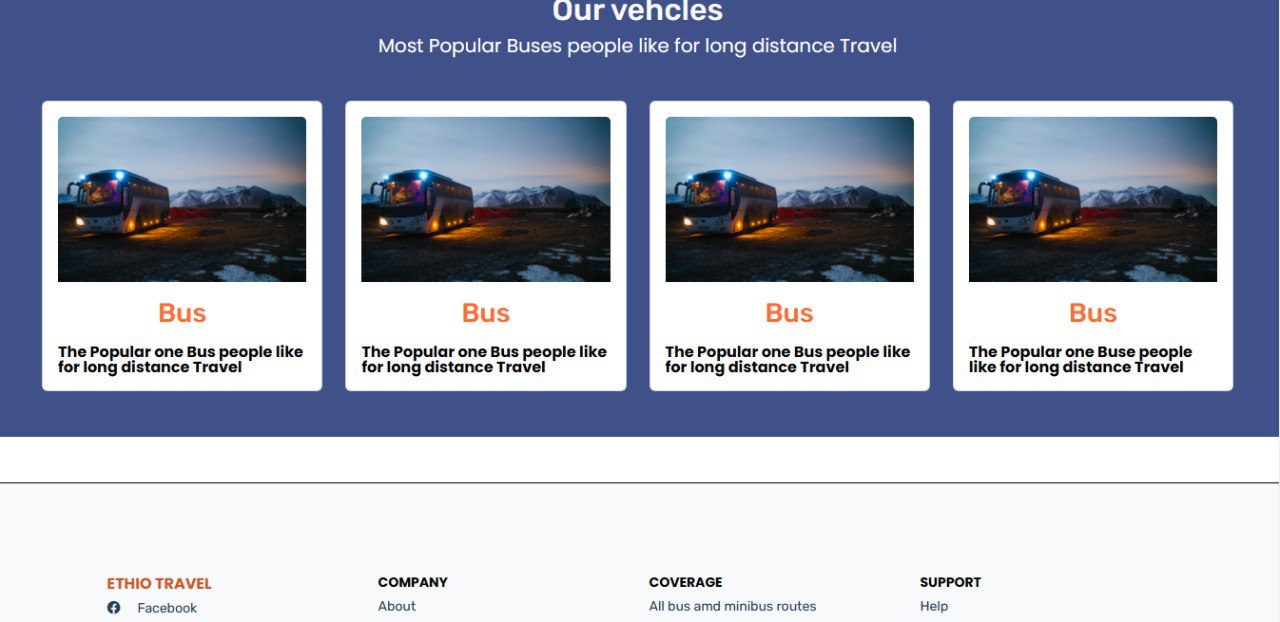 Our vehcles
Most Popular Buses people like for long distance Travel
Bus
The Popular one Bus people like
for long distance Travel
Bus
The Popular one Bus people like
for long distance Travel
Bus
The Popular one Bus people like
for long distance Travel
Bus
The Popular one Buse people
like for long distance Travel
ETHIO TRAVEL
Facebook
COMPANY
About
COVERAGE
All bus amd minibus routes
SUPPORT
Help